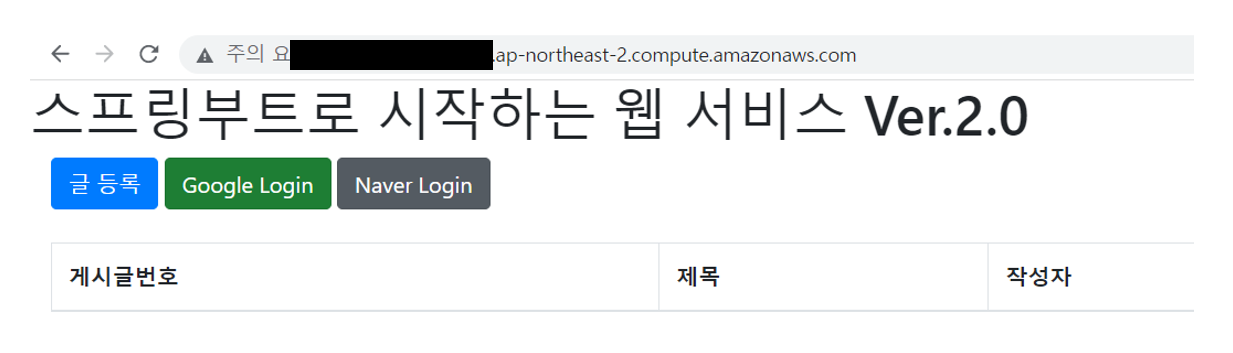 주의 요 .ap-northeast-2.compute.amazonaws.com
스프링부트로 시작하는 웹 서비스 Ver.2.0
글 등록 Google Login Naver Login
게시글번호 제목 작성자